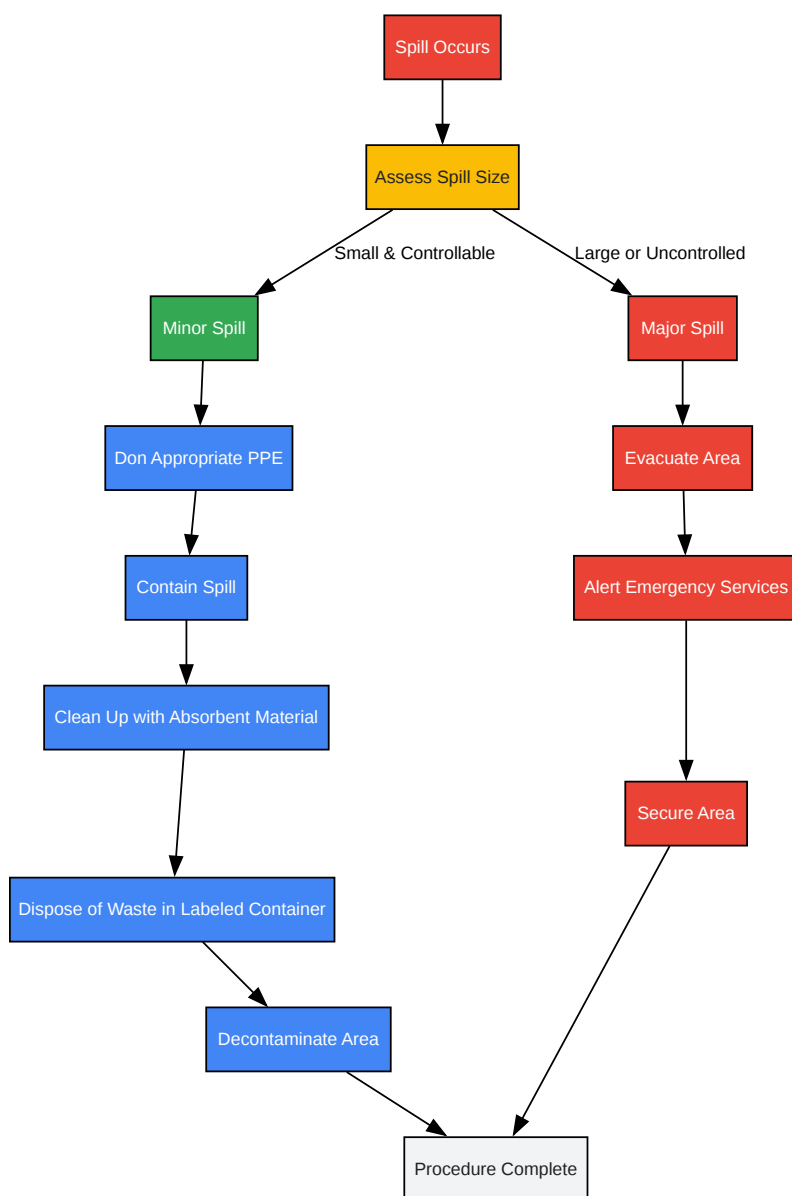 Spill Occurs
Assess Spill Size
Small & Controllable
Large or Uncontrolled
Minor Spill
Major Spill
Don Appropriate PPE
Evacuate Area
Contain Spill
Alert Emergency Services
Clean Up with Absorbent Material
Secure Area
Dispose of Waste in Labeled Container
Decontaminate Area
Procedure Complete